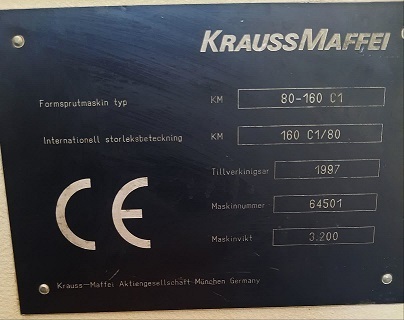 KRAUSSMAFFEI
Formsprutmaskin typ KM 80-160 C1
Internationell storleksbeteckning KM 160 C1/80
Tillverkningsår 1997
Maskinnummer 64501
Maskinvikt 3.200
CE
Krauss-Maffei Aktiengesellschaft München Germany